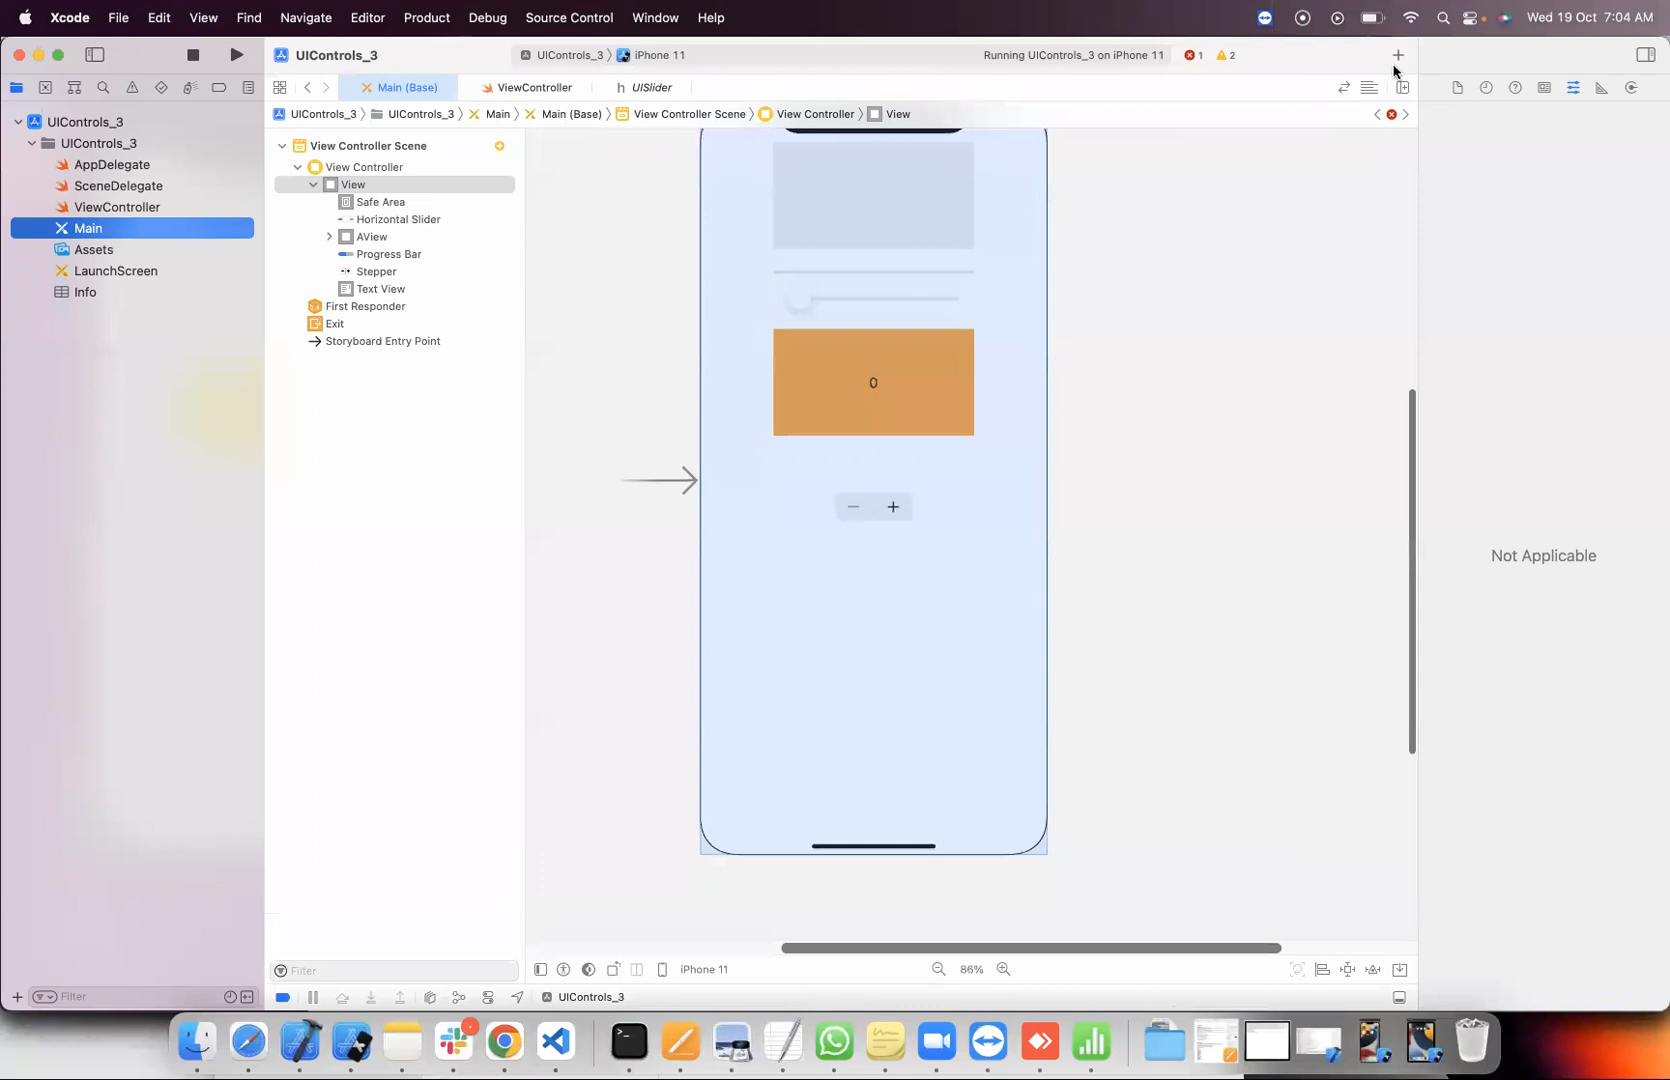 Xcode File Edit View Find Navigate Editor Product Debug Source Control Window Help
Wed 19 Oct 7:04 AM
UIControls_3
UIControls_3 iPhone 11
Running UIControls_3 on iPhone 11
1
2
Main (Base)
ViewController
UISlider
UIControls_3
UIControls_3
Main
Main (Base)
View Controller Scene
View Controller
View
UIControls_3
UIControls_3
AppDelegate
SceneDelegate
ViewController
Main
Assets
LaunchScreen
Info
View Controller Scene
View Controller
View
Safe Area
Horizontal Slider
AView
Progress Bar
Stepper
Text View
First Responder
Exit
Storyboard Entry Point
0
Not Applicable
Filter
iPhone 11
86%
Filter
UIControls_3